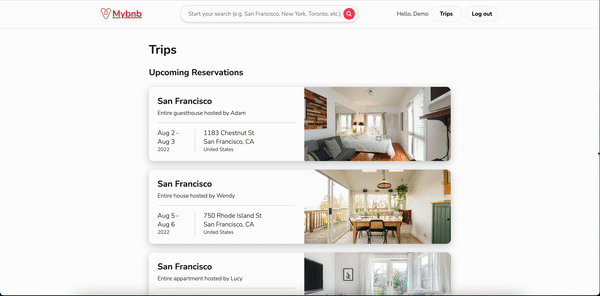 Mybnb
Start your search (e.g. San Francisco, New York, Toronto, etc.)
Hello, Demo
Trips
Log out
Trips
Upcoming Reservations
San Francisco
Entire guesthouse hosted by Adam
Aug 2 -
Aug 3
2022
1183 Chestnut St
San Francisco, CA
United States
San Francisco
Entire house hosted by Wendy
Aug 5 -
Aug 6
2022
750 Rhode Island St
San Francisco, CA
United States
San Francisco
Entire appartment hosted by Lucy